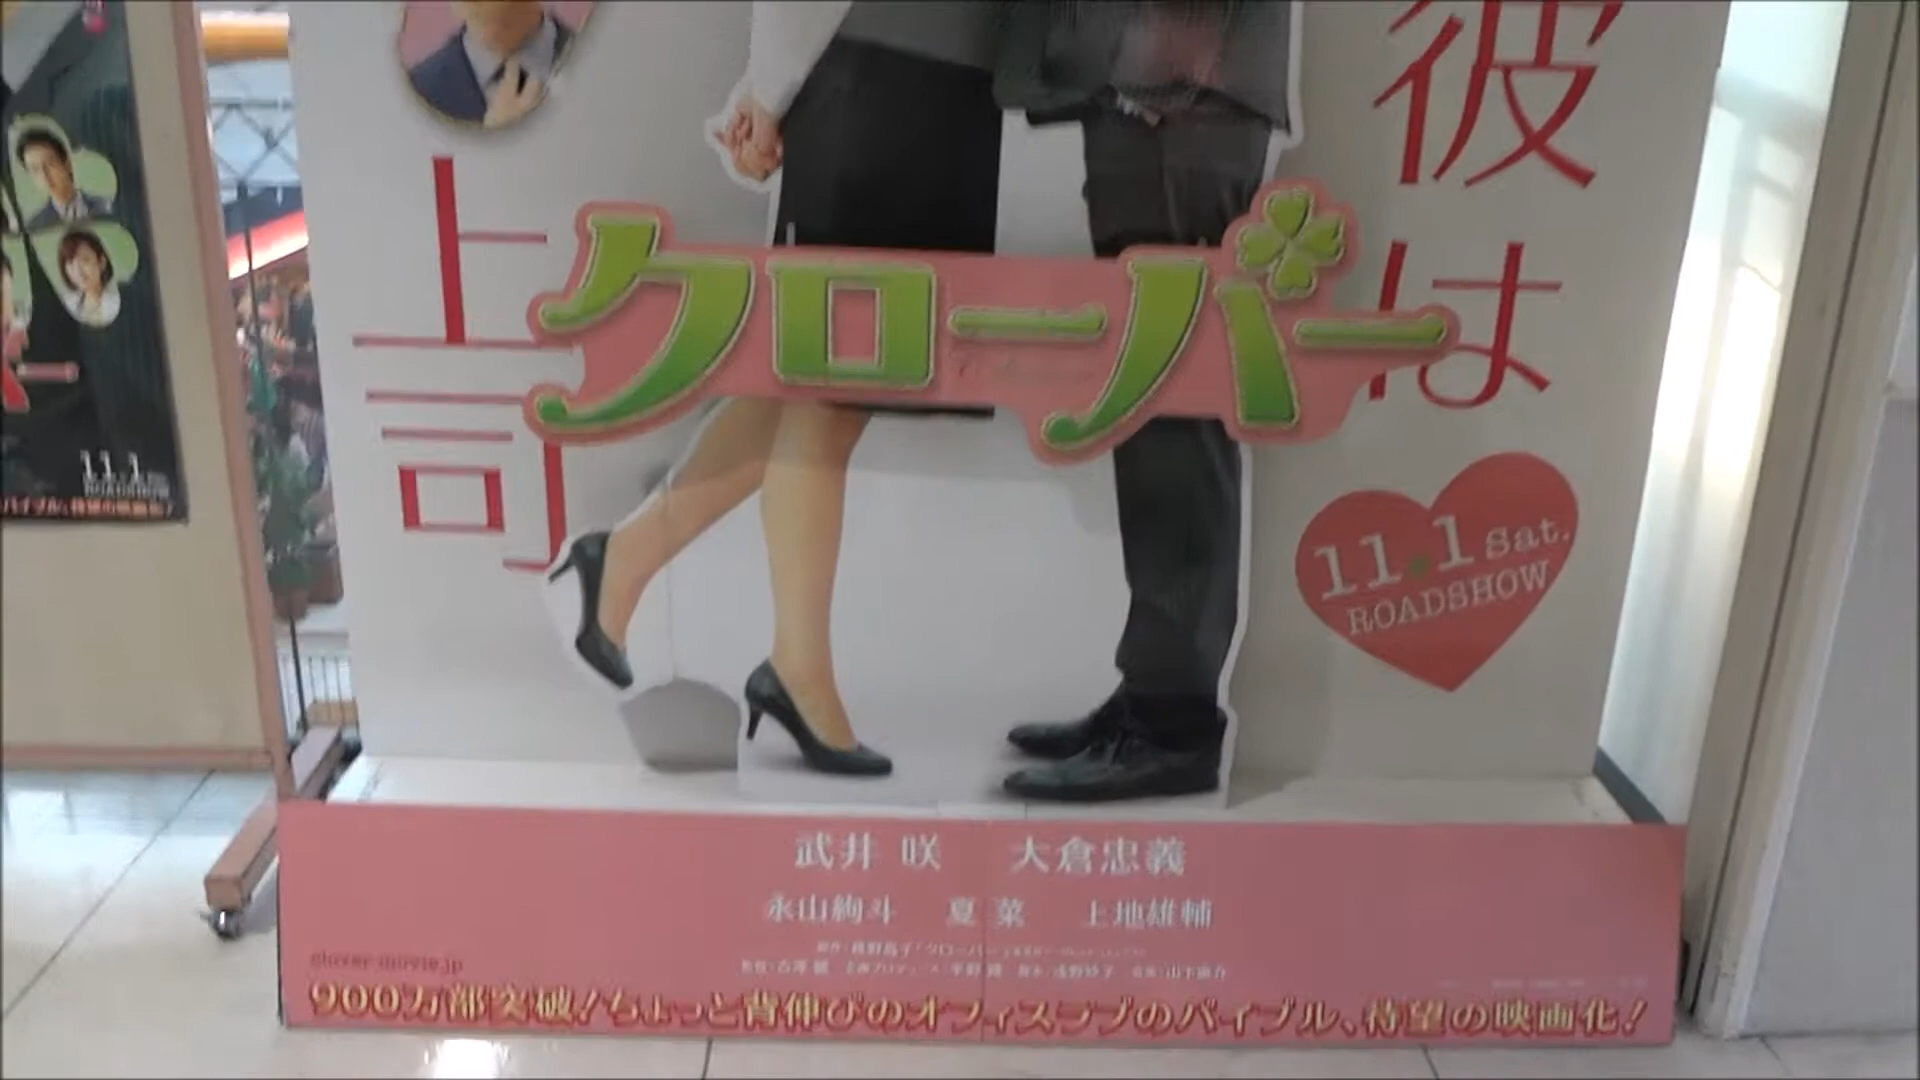 彼は
上司
クローバー
11.1 Sat.
ROADSHOW
11.1
ROADSHOW
武井 咲 大倉忠義
永山絢斗 夏 菜 上地雄輔
clover-movie.jp
900万部突破!ちょっと背伸びのオフィスラブのバイブル、待望の映画化!